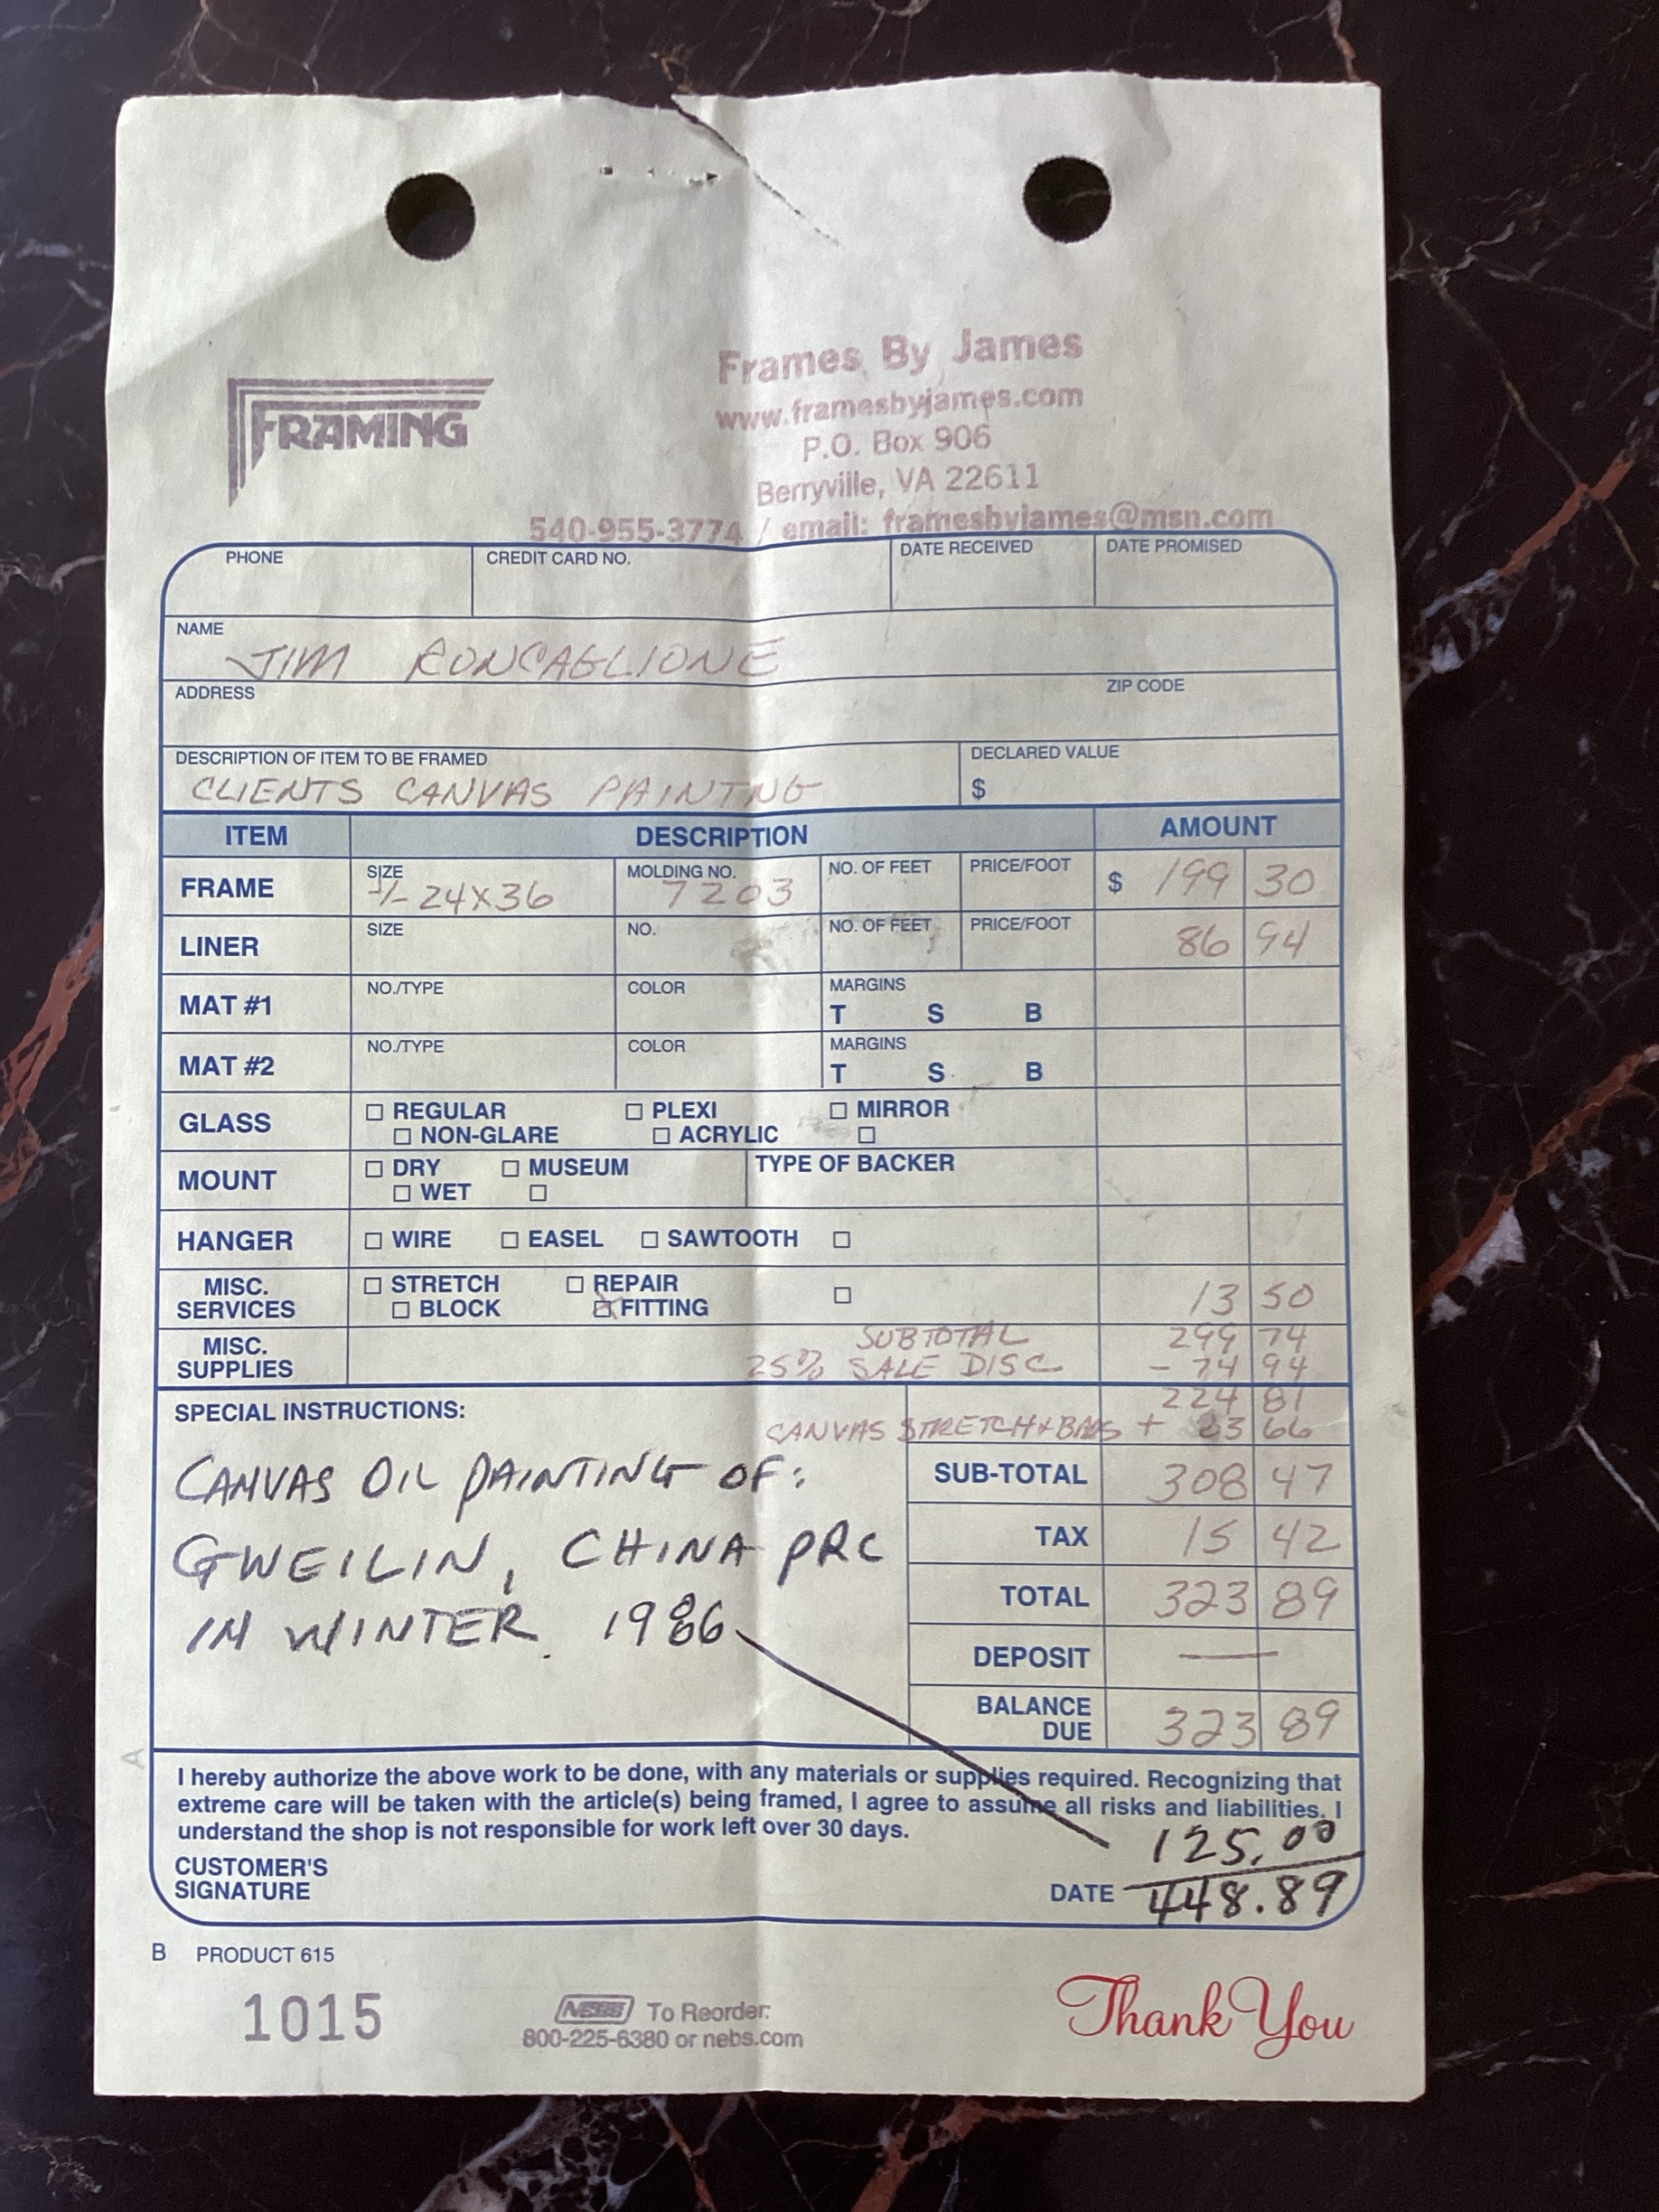 FRAMING
Frames By James
www.framesbyjames.com
P.O. Box 906
Berryville, VA 22611
540-955-3774 / email: framesbyjames@msn.com
PHONE CREDIT CARD NO. DATE RECEIVED DATE PROMISED
NAME
JIM RONCAGLIONE
ADDRESS ZIP CODE
DESCRIPTION OF ITEM TO BE FRAMED DECLARED VALUE
CLIENTS CANVAS PAINTNG $
ITEM DESCRIPTION AMOUNT
FRAME SIZE MOLDING NO. NO. OF FEET PRICE/FOOT
+/- 24X36 7203 $ 199 30
LINER SIZE NO. NO. OF FEET PRICE/FOOT 86 94
MAT #1 NO./TYPE COLOR MARGINS
T S B
MAT #2 NO./TYPE COLOR MARGINS
T S B
GLASS REGULAR PLEXI MIRROR
NON-GLARE ACRYLIC
MOUNT DRY MUSEUM TYPE OF BACKER
WET
HANGER WIRE EASEL SAWTOOTH
MISC. SERVICES STRETCH REPAIR
BLOCK FITTING 13 50
MISC. SUPPLIES SUBTOTAL 299 74
25% SALE DISC - 74 94
224 81
CANVAS STRETCH + BARS + 66
SPECIAL INSTRUCTIONS:
CANVAS OIL PAINTING OF:
GWEILIN, CHINA PRC
IN WINTER. 1986
SUB-TOTAL 308 47
TAX 15 42
TOTAL 323 89
DEPOSIT —
BALANCE DUE 323 89
I hereby authorize the above work to be done, with any materials or supplies required. Recognizing that
extreme care will be taken with the article(s) being framed, I agree to assume all risks and liabilities. I
understand the shop is not responsible for work left over 30 days.
125.00
CUSTOMER'S
SIGNATURE DATE 448.89
A
B PRODUCT 615
1015
NEBS To Reorder:
800-225-6380 or nebs.com
Thank You